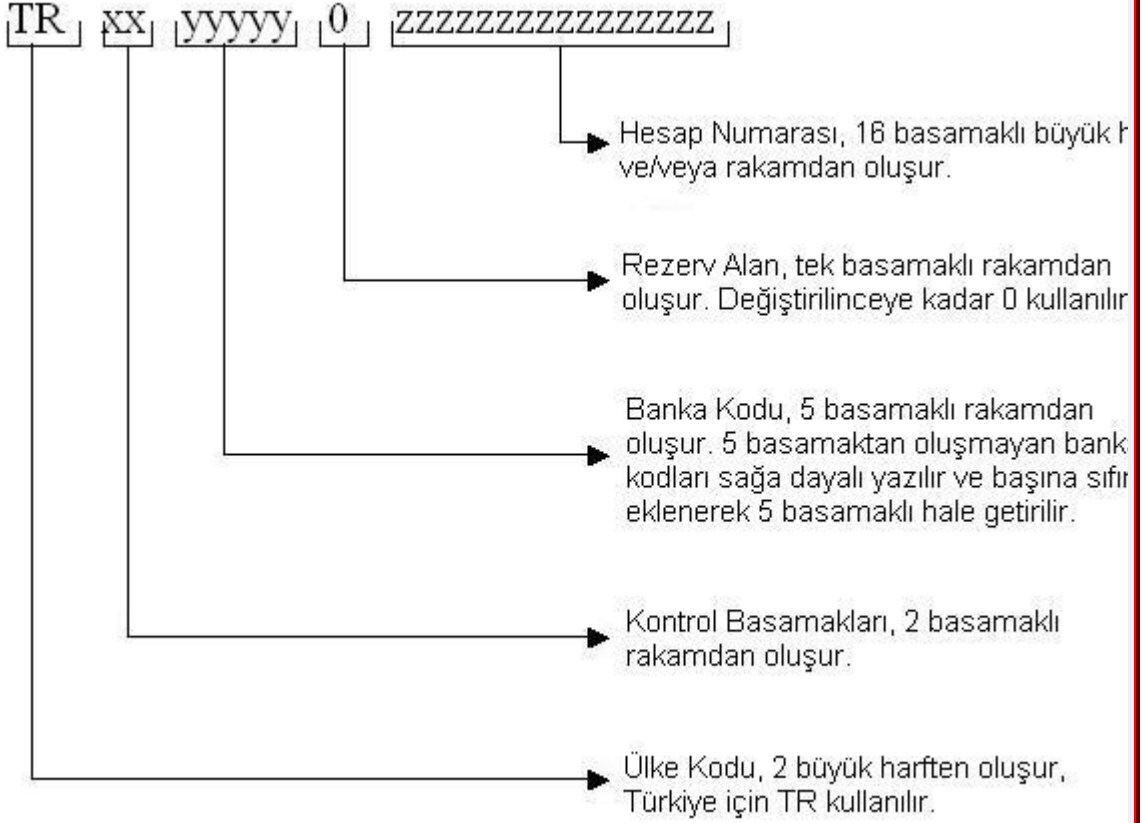 TR xx yyyyy 0 zzzzzzzzzzzzzzzz
Hesap Numarası, 16 basamaklı büyük
ve/veya rakamdan oluşur.
Rezerv Alan, tek basamaklı rakamdan
oluşur. Değiştirilinceye kadar 0 kullanılır
Banka Kodu, 5 basamaklı rakamdan
oluşur. 5 basamaktan oluşmayan bank
kodları sağa dayalı yazılır ve başına sıfır
eklenerek 5 basamaklı hale getirilir.
Kontrol Basamakları, 2 basamaklı
rakamdan oluşur.
Ülke Kodu, 2 büyük harften oluşur,
Türkiye için TR kullanılır.